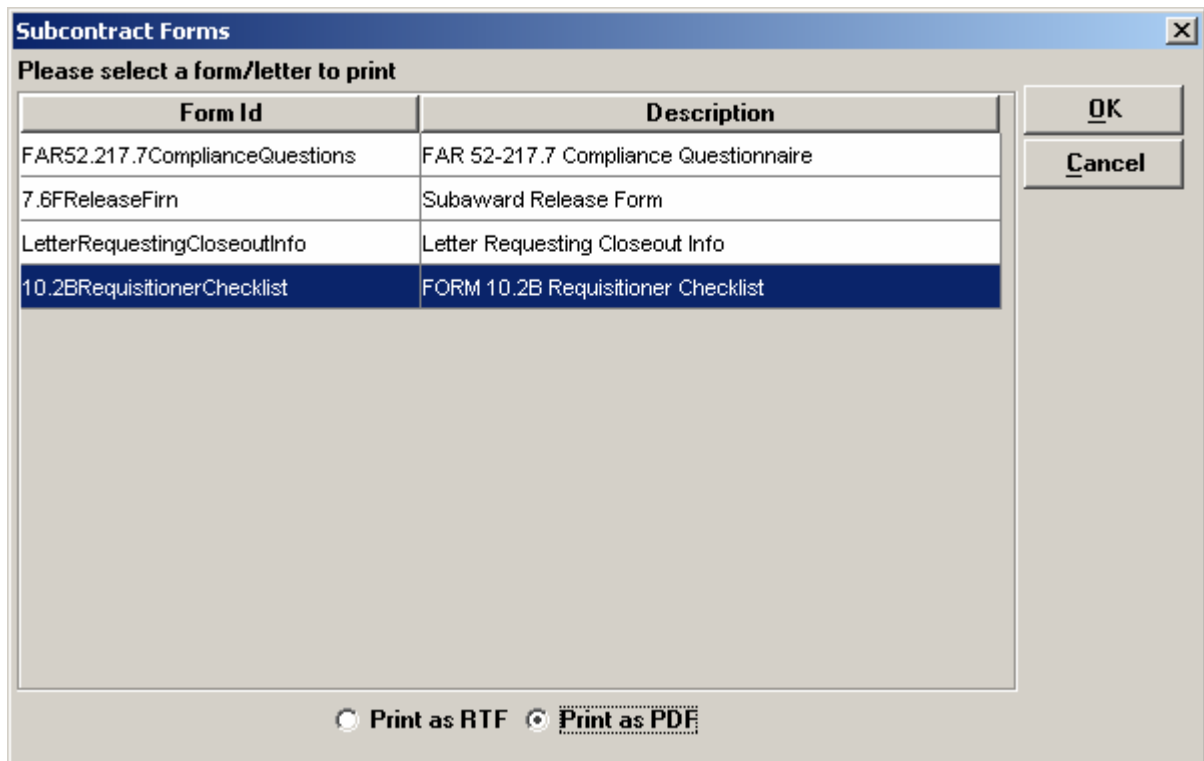 Subcontract Forms
Please select a form/letter to print
Form Id Description
OK
FAR52.217.7ComplianceQuestions FAR 52-217.7 Compliance Questionnaire
Cancel
7.6FReleaseFirn Subaward Release Form
LetterRequestingCloseoutInfo Letter Requesting Closeout Info
10.2BRequisitionerChecklist FORM 10.2B Requisitioner Checklist
Print as RTF Print as PDF